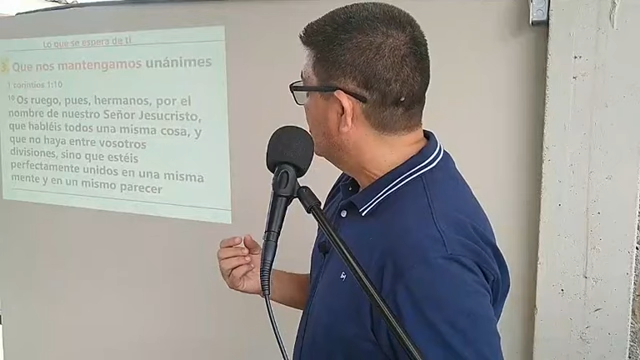 Lo que se espera de ti
3. Que nos mantengamos unánimes
1 Corintios 1:10
10 Os ruego, pues, hermanos, por el
nombre de nuestro Señor Jesucristo,
que habléis todos una misma cosa, y
que no haya entre vosotros
divisiones, sino que estéis
perfectamente unidos en una misma
mente y en un mismo parecer